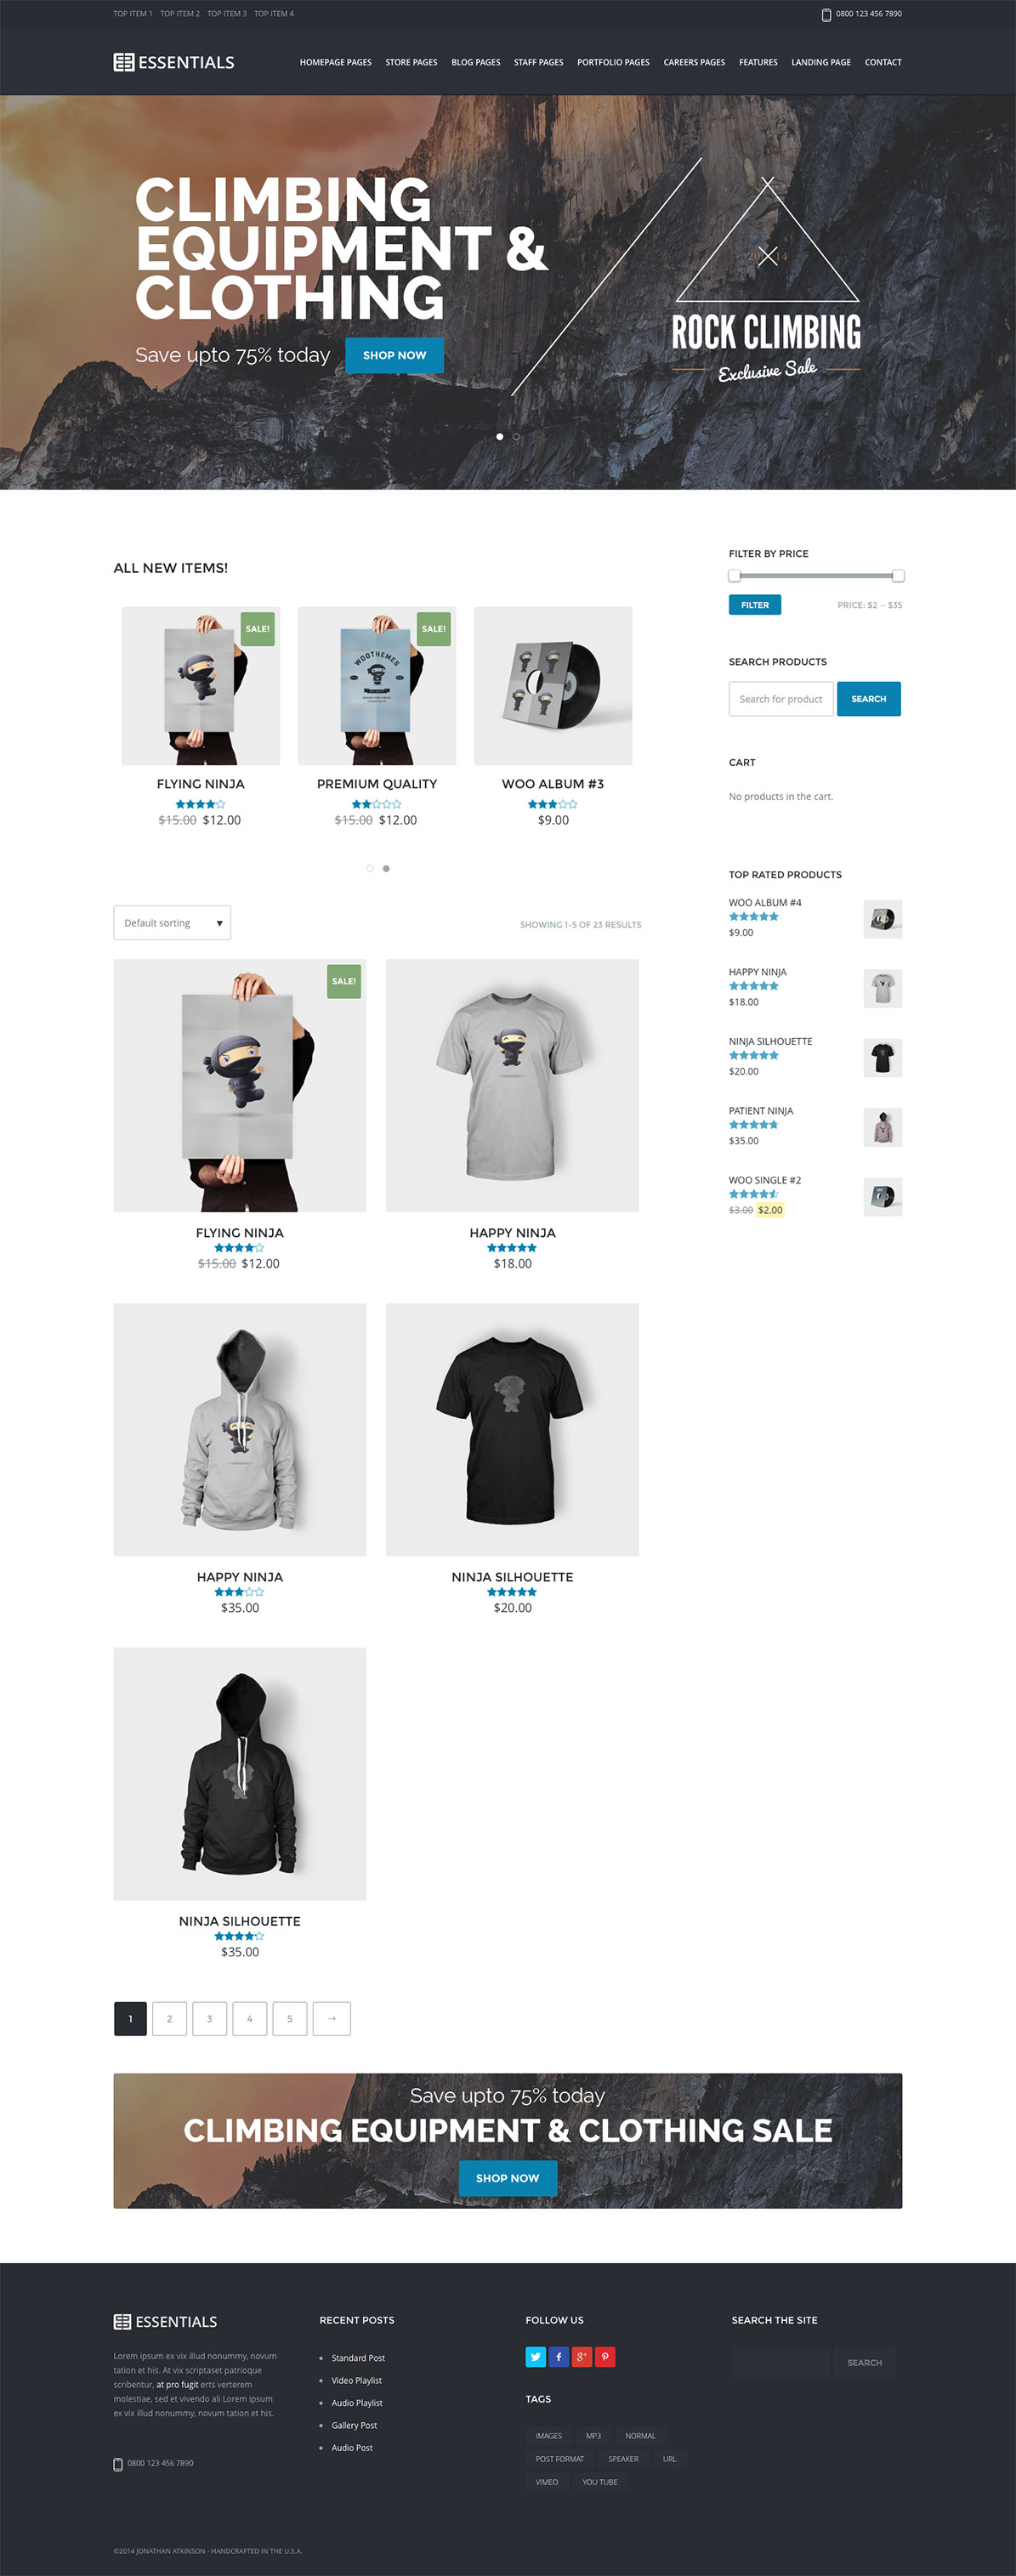 TOP ITEM 1 TOP ITEM 2 TOP ITEM 3 TOP ITEM 4
0800 123 456 7890
ESSENTIALS
HOMEPAGE PAGES STORE PAGES BLOG PAGES STAFF PAGES PORTFOLIO PAGES CAREERS PAGES FEATURES LANDING PAGE CONTACT
CLIMBING
EQUIPMENT &
CLOTHING
Save upto 75% today
SHOP NOW
20 14
ROCK CLIMBING
Exclusive Sale
ALL NEW ITEMS!
SALE!
SALE!
WOOTHEMES
FLYING NINJA
$15.00 $12.00
PREMIUM QUALITY
$15.00 $12.00
WOO ALBUM #3
$9.00
Default sorting ▾
SHOWING 1–5 OF 23 RESULTS
SALE!
FLYING NINJA
$15.00 $12.00
HAPPY NINJA
$18.00
HAPPY NINJA
$35.00
NINJA SILHOUETTE
$20.00
NINJA SILHOUETTE
$35.00
1 2 3 4 5 →
FILTER BY PRICE
FILTER
PRICE: $2 — $35
SEARCH PRODUCTS
Search for product
SEARCH
CART
No products in the cart.
TOP RATED PRODUCTS
WOO ALBUM #4
$9.00
HAPPY NINJA
$18.00
NINJA SILHOUETTE
$20.00
PATIENT NINJA
$35.00
WOO SINGLE #2
$3.00 $2.00
Save upto 75% today
CLIMBING EQUIPMENT & CLOTHING SALE
SHOP NOW
ESSENTIALS
Lorem ipsum ex vix illud nonummy, novum
tation et his. At vix scriptaset patrioque
scribentur, at pro fugit erts verterem
molestiae, sed et vivendo ali Lorem ipsum
ex vix illud nonummy, novum tation et his.
0800 123 456 7890
RECENT POSTS
Standard Post
Video Playlist
Audio Playlist
Gallery Post
Audio Post
FOLLOW US
TAGS
IMAGES MP3 NORMAL
POST FORMAT SPEAKER URL
VIMEO YOU TUBE
SEARCH THE SITE
SEARCH
©2014 JONATHAN ATKINSON - HANDCRAFTED IN THE U.S.A.